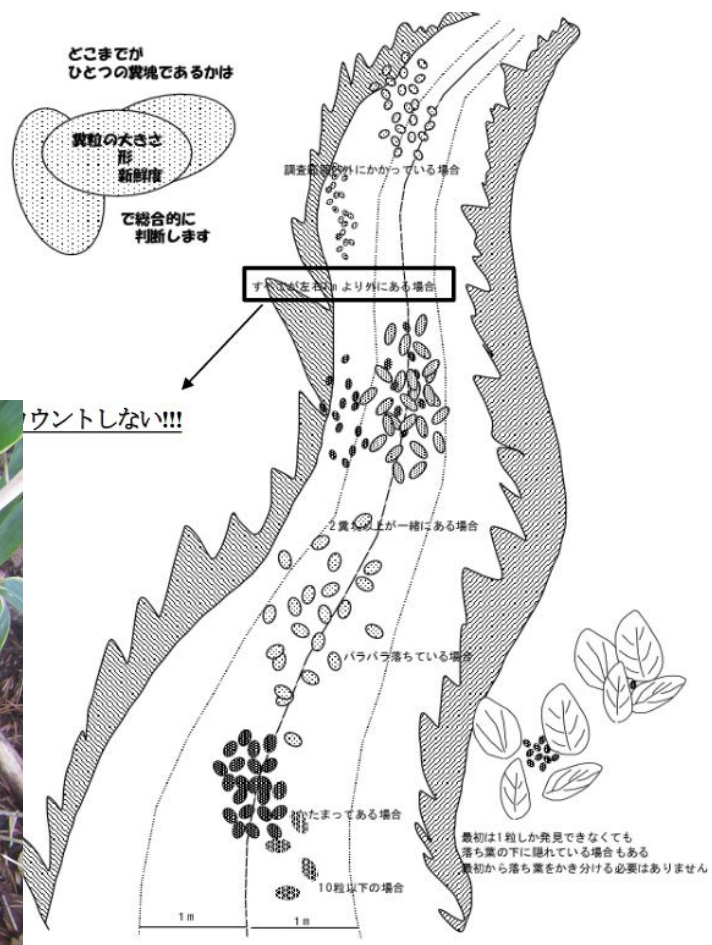 どこまでが
ひとつの糞塊であるかは
糞粒の大きさ
形
新鮮度
で総合的に
判断します
調査範囲外にかかっている場合
すべてが左右1mより外にある場合
ウントしない!!!
2糞塊以上が一緒にある場合
バラバラ落ちている場合
かたまってある場合
10粒以下の場合
1m
1m
最初は1粒しか発見できなくても
落ち葉の下に隠れている場合もある
最初から落ち葉をかき分ける必要はありません